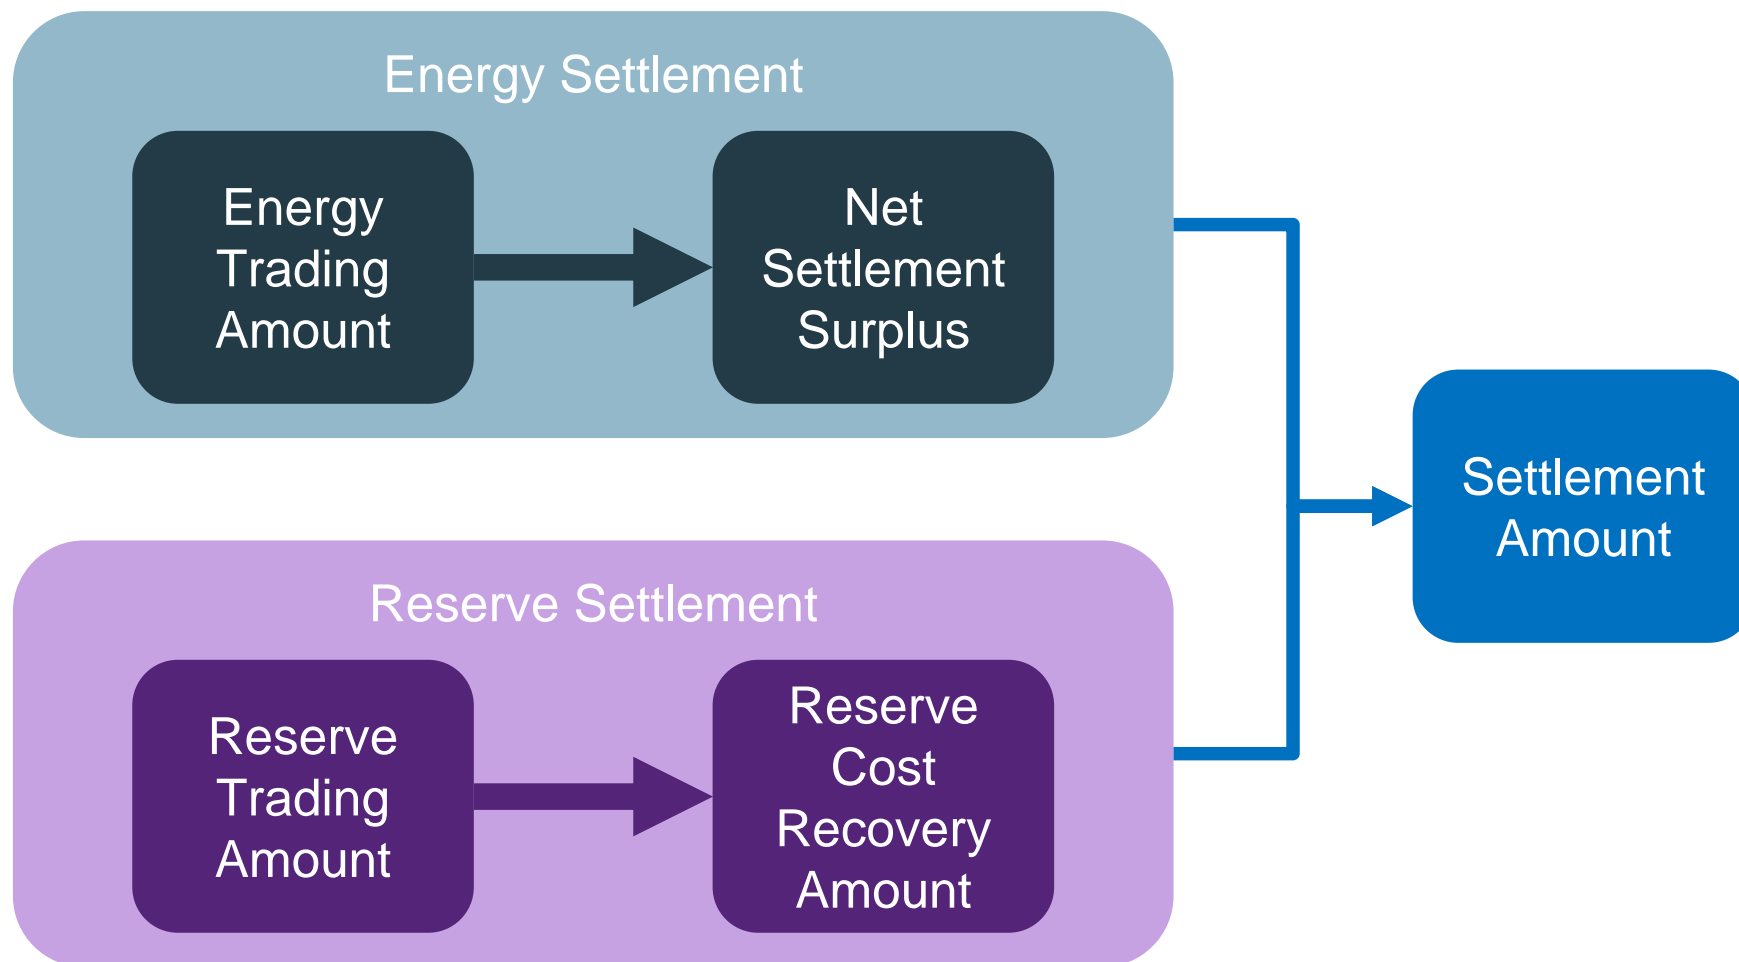 Energy Settlement
Energy
Trading
Amount
Net
Settlement
Surplus
Settlement
Amount
Reserve Settlement
Reserve
Trading
Amount
Reserve
Cost
Recovery
Amount